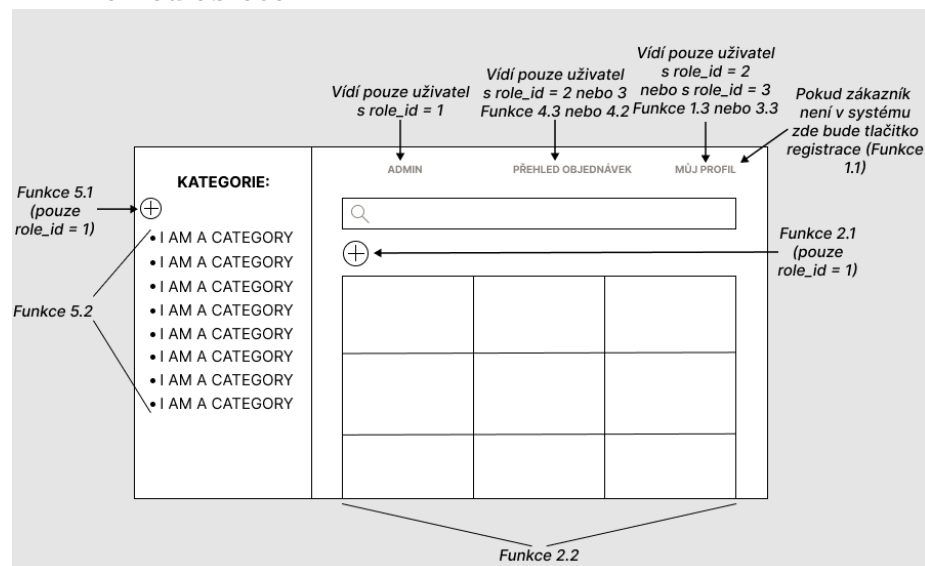 Vidí pouze uživatel
s role_id = 1
Vidí pouze uživatel
s role_id = 2 nebo 3
Funkce 4.3 nebo 4.2
Vidí pouze uživatel
s role_id = 2
nebo s role_id = 3
Funkce 1.3 nebo 3.3
Pokud zákazník
není v systému
zde bude tlačitko
registrace (Funkce
1.1)
ADMIN
PŘEHLED OBJEDNÁVEK
MŮJ PROFIL
KATEGORIE:
Funkce 5.1
(pouze
role_id = 1)
• I AM A CATEGORY
• I AM A CATEGORY
• I AM A CATEGORY
• I AM A CATEGORY
• I AM A CATEGORY
• I AM A CATEGORY
• I AM A CATEGORY
• I AM A CATEGORY
Funkce 5.2
Funkce 2.1
(pouze
role_id = 1)
Funkce 2.2